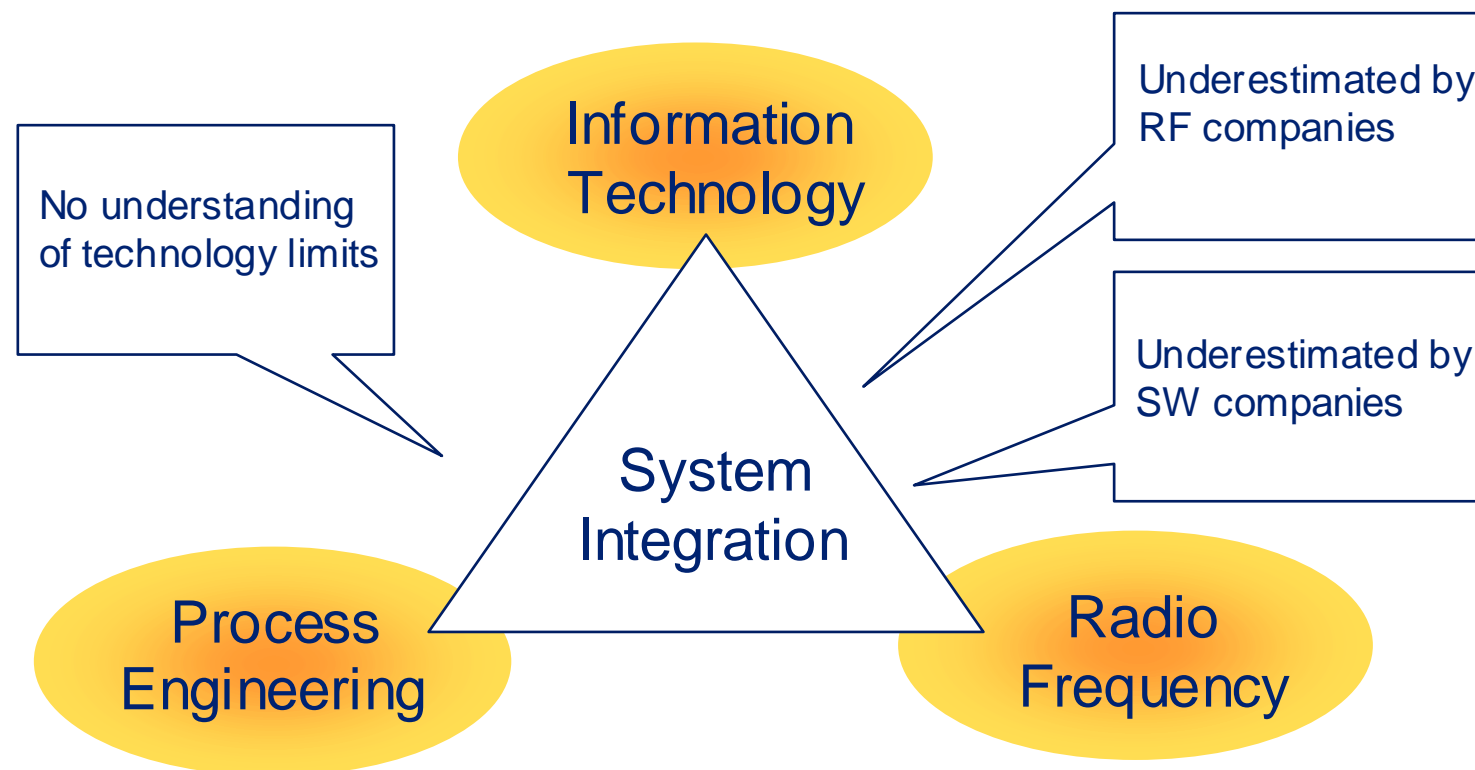 Information
Technology
Underestimated by
RF companies
No understanding
of technology limits
Underestimated by
SW companies
System
Integration
Process
Engineering
Radio
Frequency